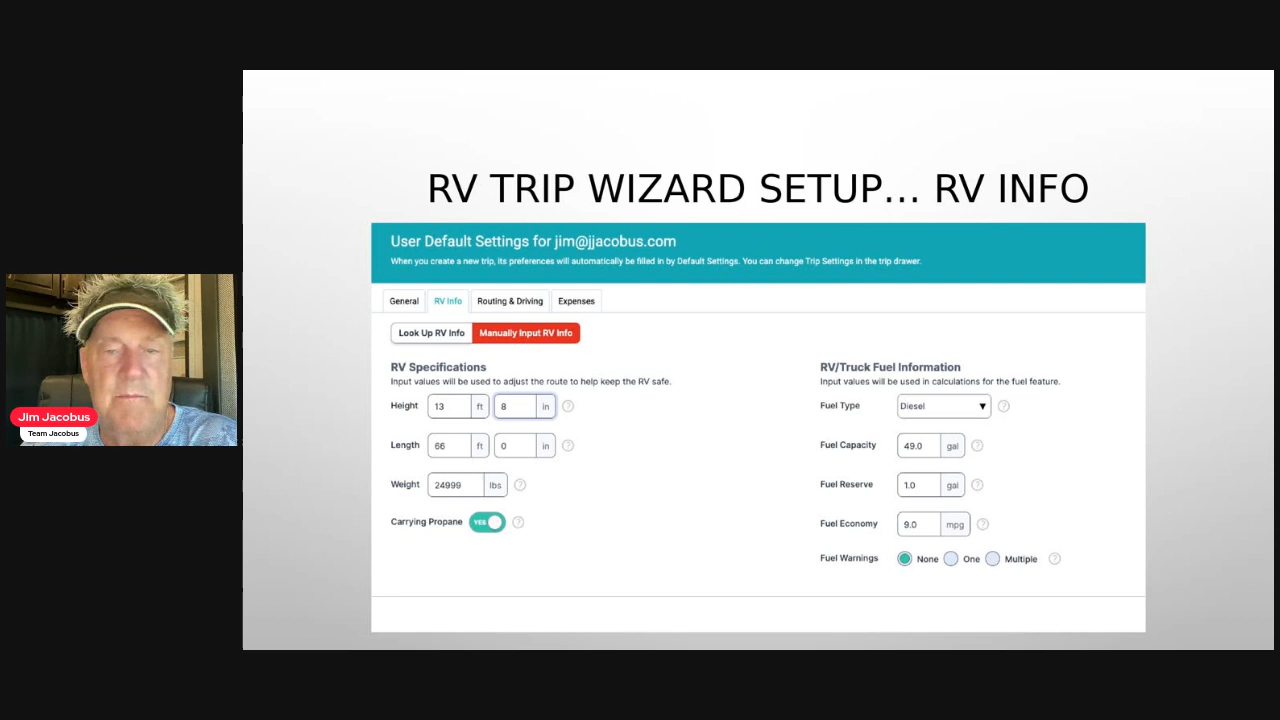 RV TRIP WIZARD SETUP... RV INFO
User Default Settings for jim@jjacobus.com
When you create a new trip, its preferences will automatically be filled in by Default Settings. You can change Trip Settings in the trip drawer.
General RV Info Routing & Driving Expenses
Look Up RV Info Manually Input RV Info
RV Specifications
Input values will be used to adjust the route to help keep the RV safe.
Height 13 ft 8 in ?
Length 66 ft 0 in ?
Weight 24999 lbs ?
Carrying Propane YES ?
RV/Truck Fuel Information
Input values will be used in calculations for the fuel feature.
Fuel Type Diesel ?
Fuel Capacity 49.0 gal ?
Fuel Reserve 1.0 gal ?
Fuel Economy 9.0 mpg ?
Fuel Warnings None One Multiple ?
Jim Jacobus
Team Jacobus